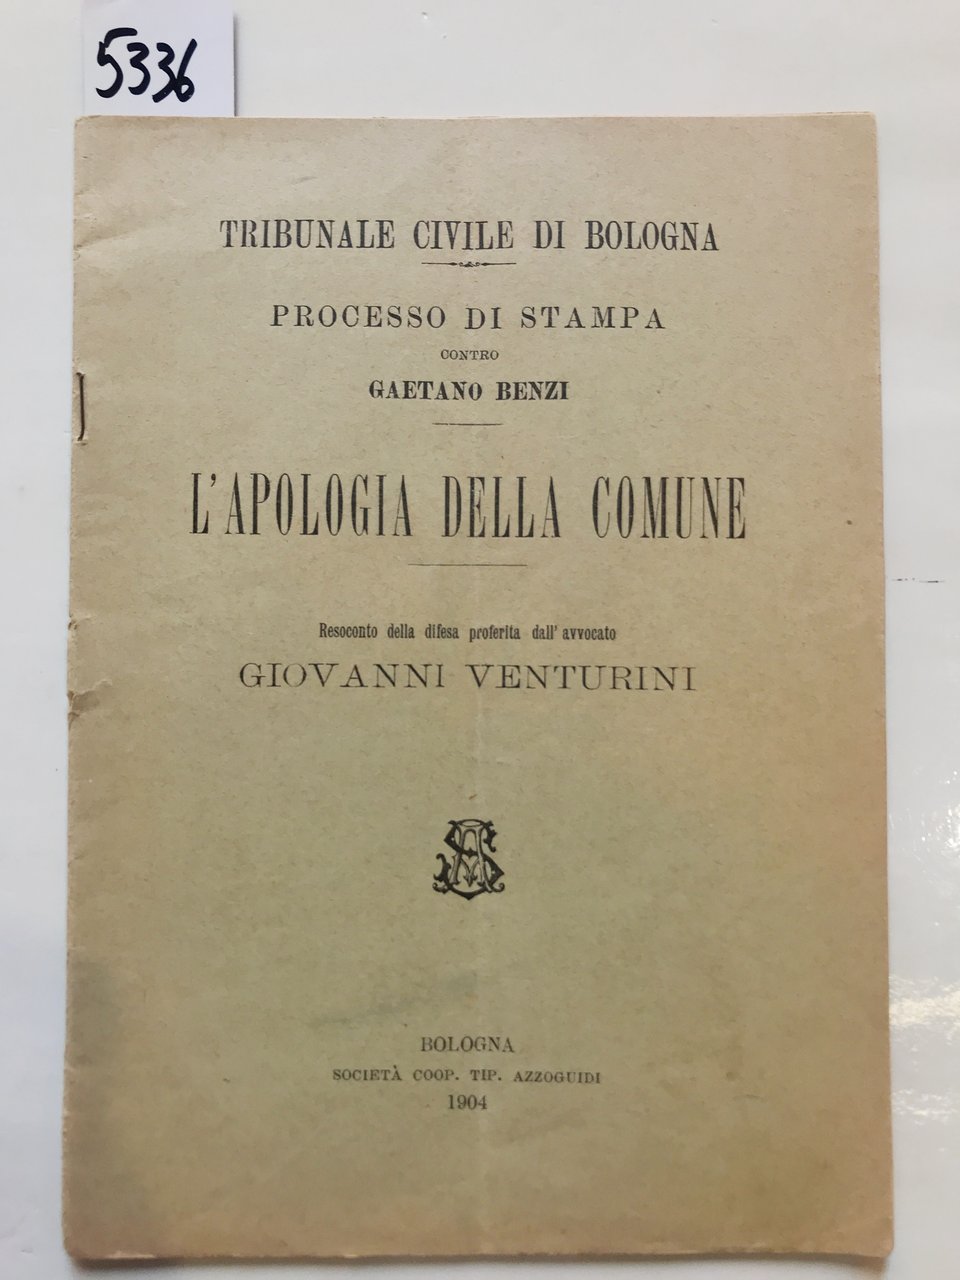 5336
TRIBUNALE CIVILE DI BOLOGNA
PROCESSO DI STAMPA
CONTRO
GAETANO BENZI
L'APOLOGIA DELLA COMUNE
Resoconto della difesa proferita dall' avvocato
GIOVANNI VENTURINI
BOLOGNA
SOCIETÀ COOP. TIP. AZZOGUIDI
1904